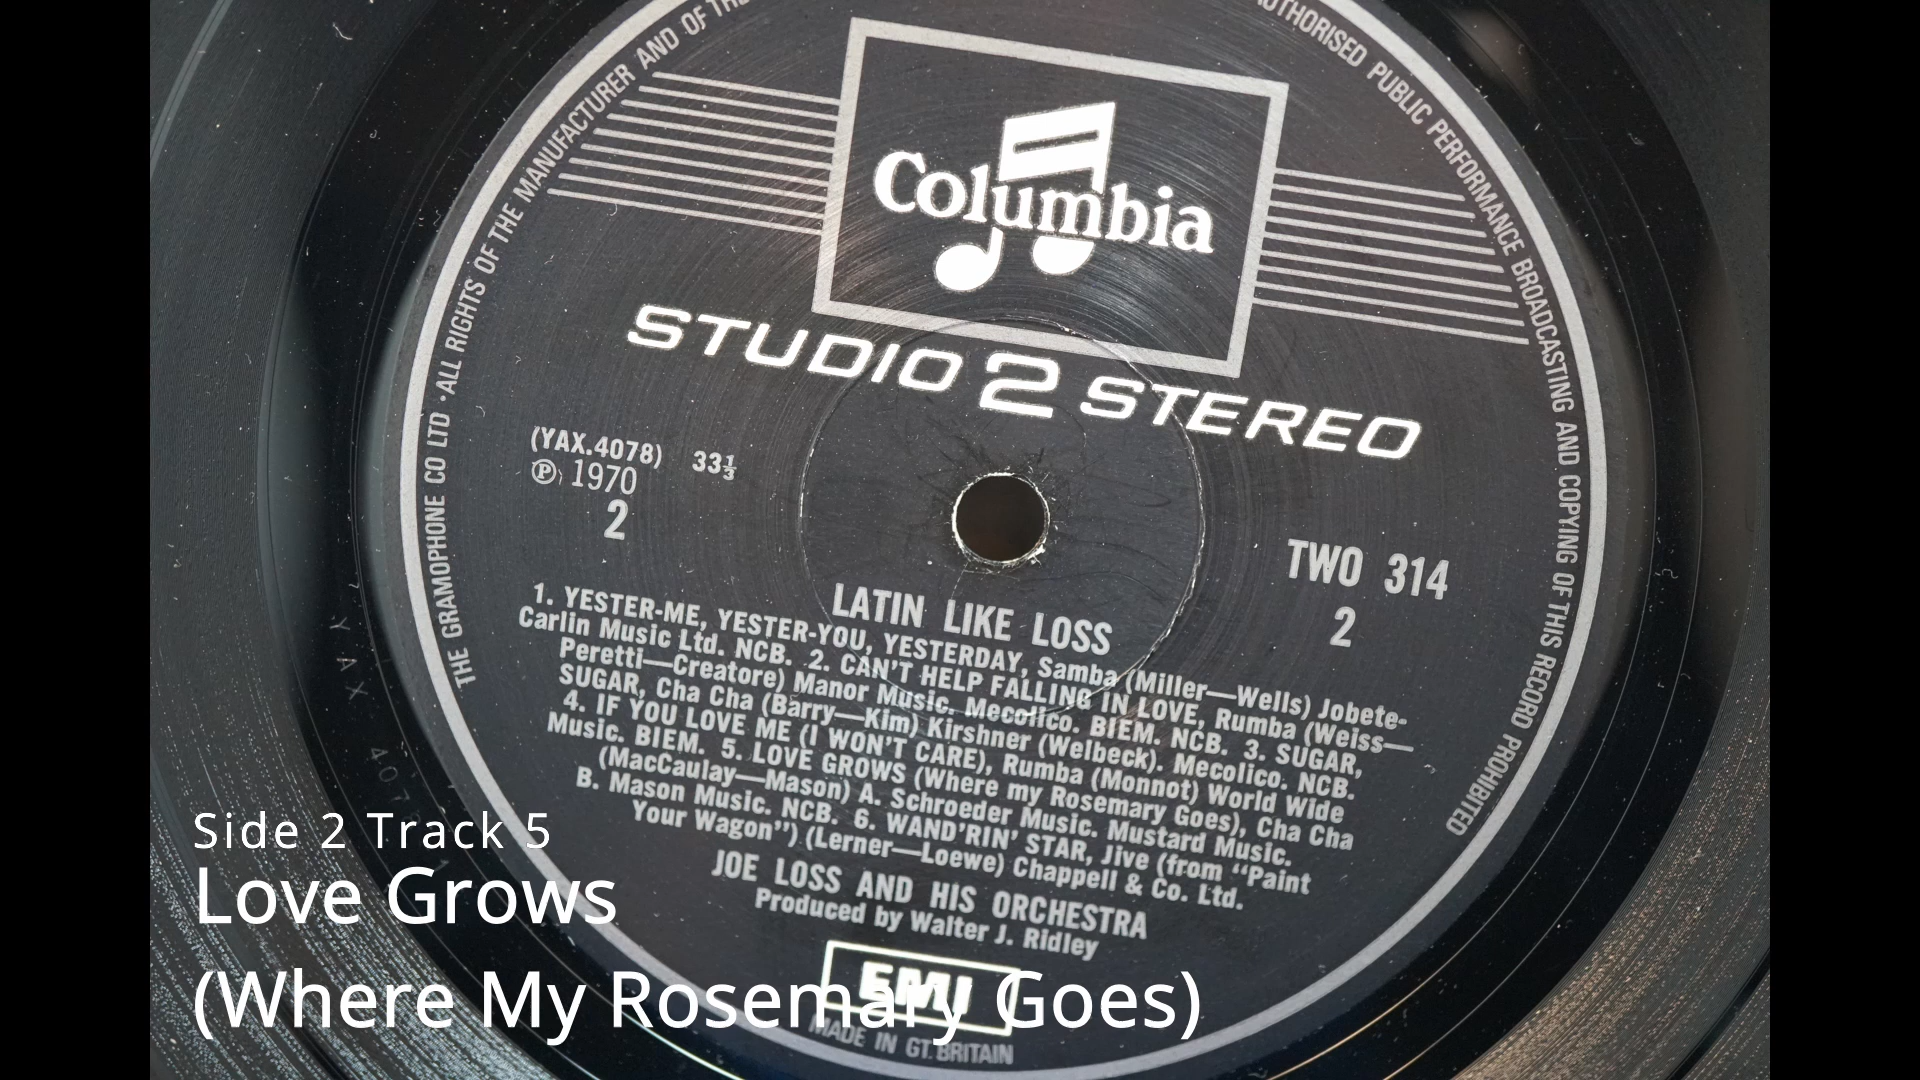 THE GRAMOPHONE CO LTD · ALL RIGHTS OF THE MANUFACTURER AND OF THE
AUTHORISED PUBLIC PERFORMANCE BROADCASTING AND COPYING OF THIS RECORD PROHIBITED
Columbia
STUDIO 2 STEREO
(YAX.4078) 33⅓
℗ 1970
2
TWO 314
2
LATIN LIKE LOSS
1. YESTER-ME, YESTER-YOU, YESTERDAY, Samba (Miller—Wells) Jobete-
Carlin Music Ltd. NCB. 2. CAN'T HELP FALLING IN LOVE, Rumba (Weiss—
Peretti—Creatore) Manor Music. Mecolico. BIEM. NCB. 3. SUGAR,
SUGAR, Cha Cha (Barry—Kim) Kirshner (Welbeck). Mecolico. NCB.
4. IF YOU LOVE ME (I WON'T CARE), Rumba (Monnot) World Wide
Music. BIEM. 5. LOVE GROWS (Where my Rosemary Goes), Cha Cha
(MacCaulay—Mason) A. Schroeder Music. Mustard Music.
B. Mason Music. NCB. 6. WAND'RIN' STAR, Jive (from “Paint
Your Wagon”) (Lerner—Loewe) Chappell & Co. Ltd.
JOE LOSS AND HIS ORCHESTRA
Produced by Walter J. Ridley
EMI
MADE IN GT. BRITAIN
YAX
Side 2 Track 5
Love Grows
(Where My Rosemary Goes)